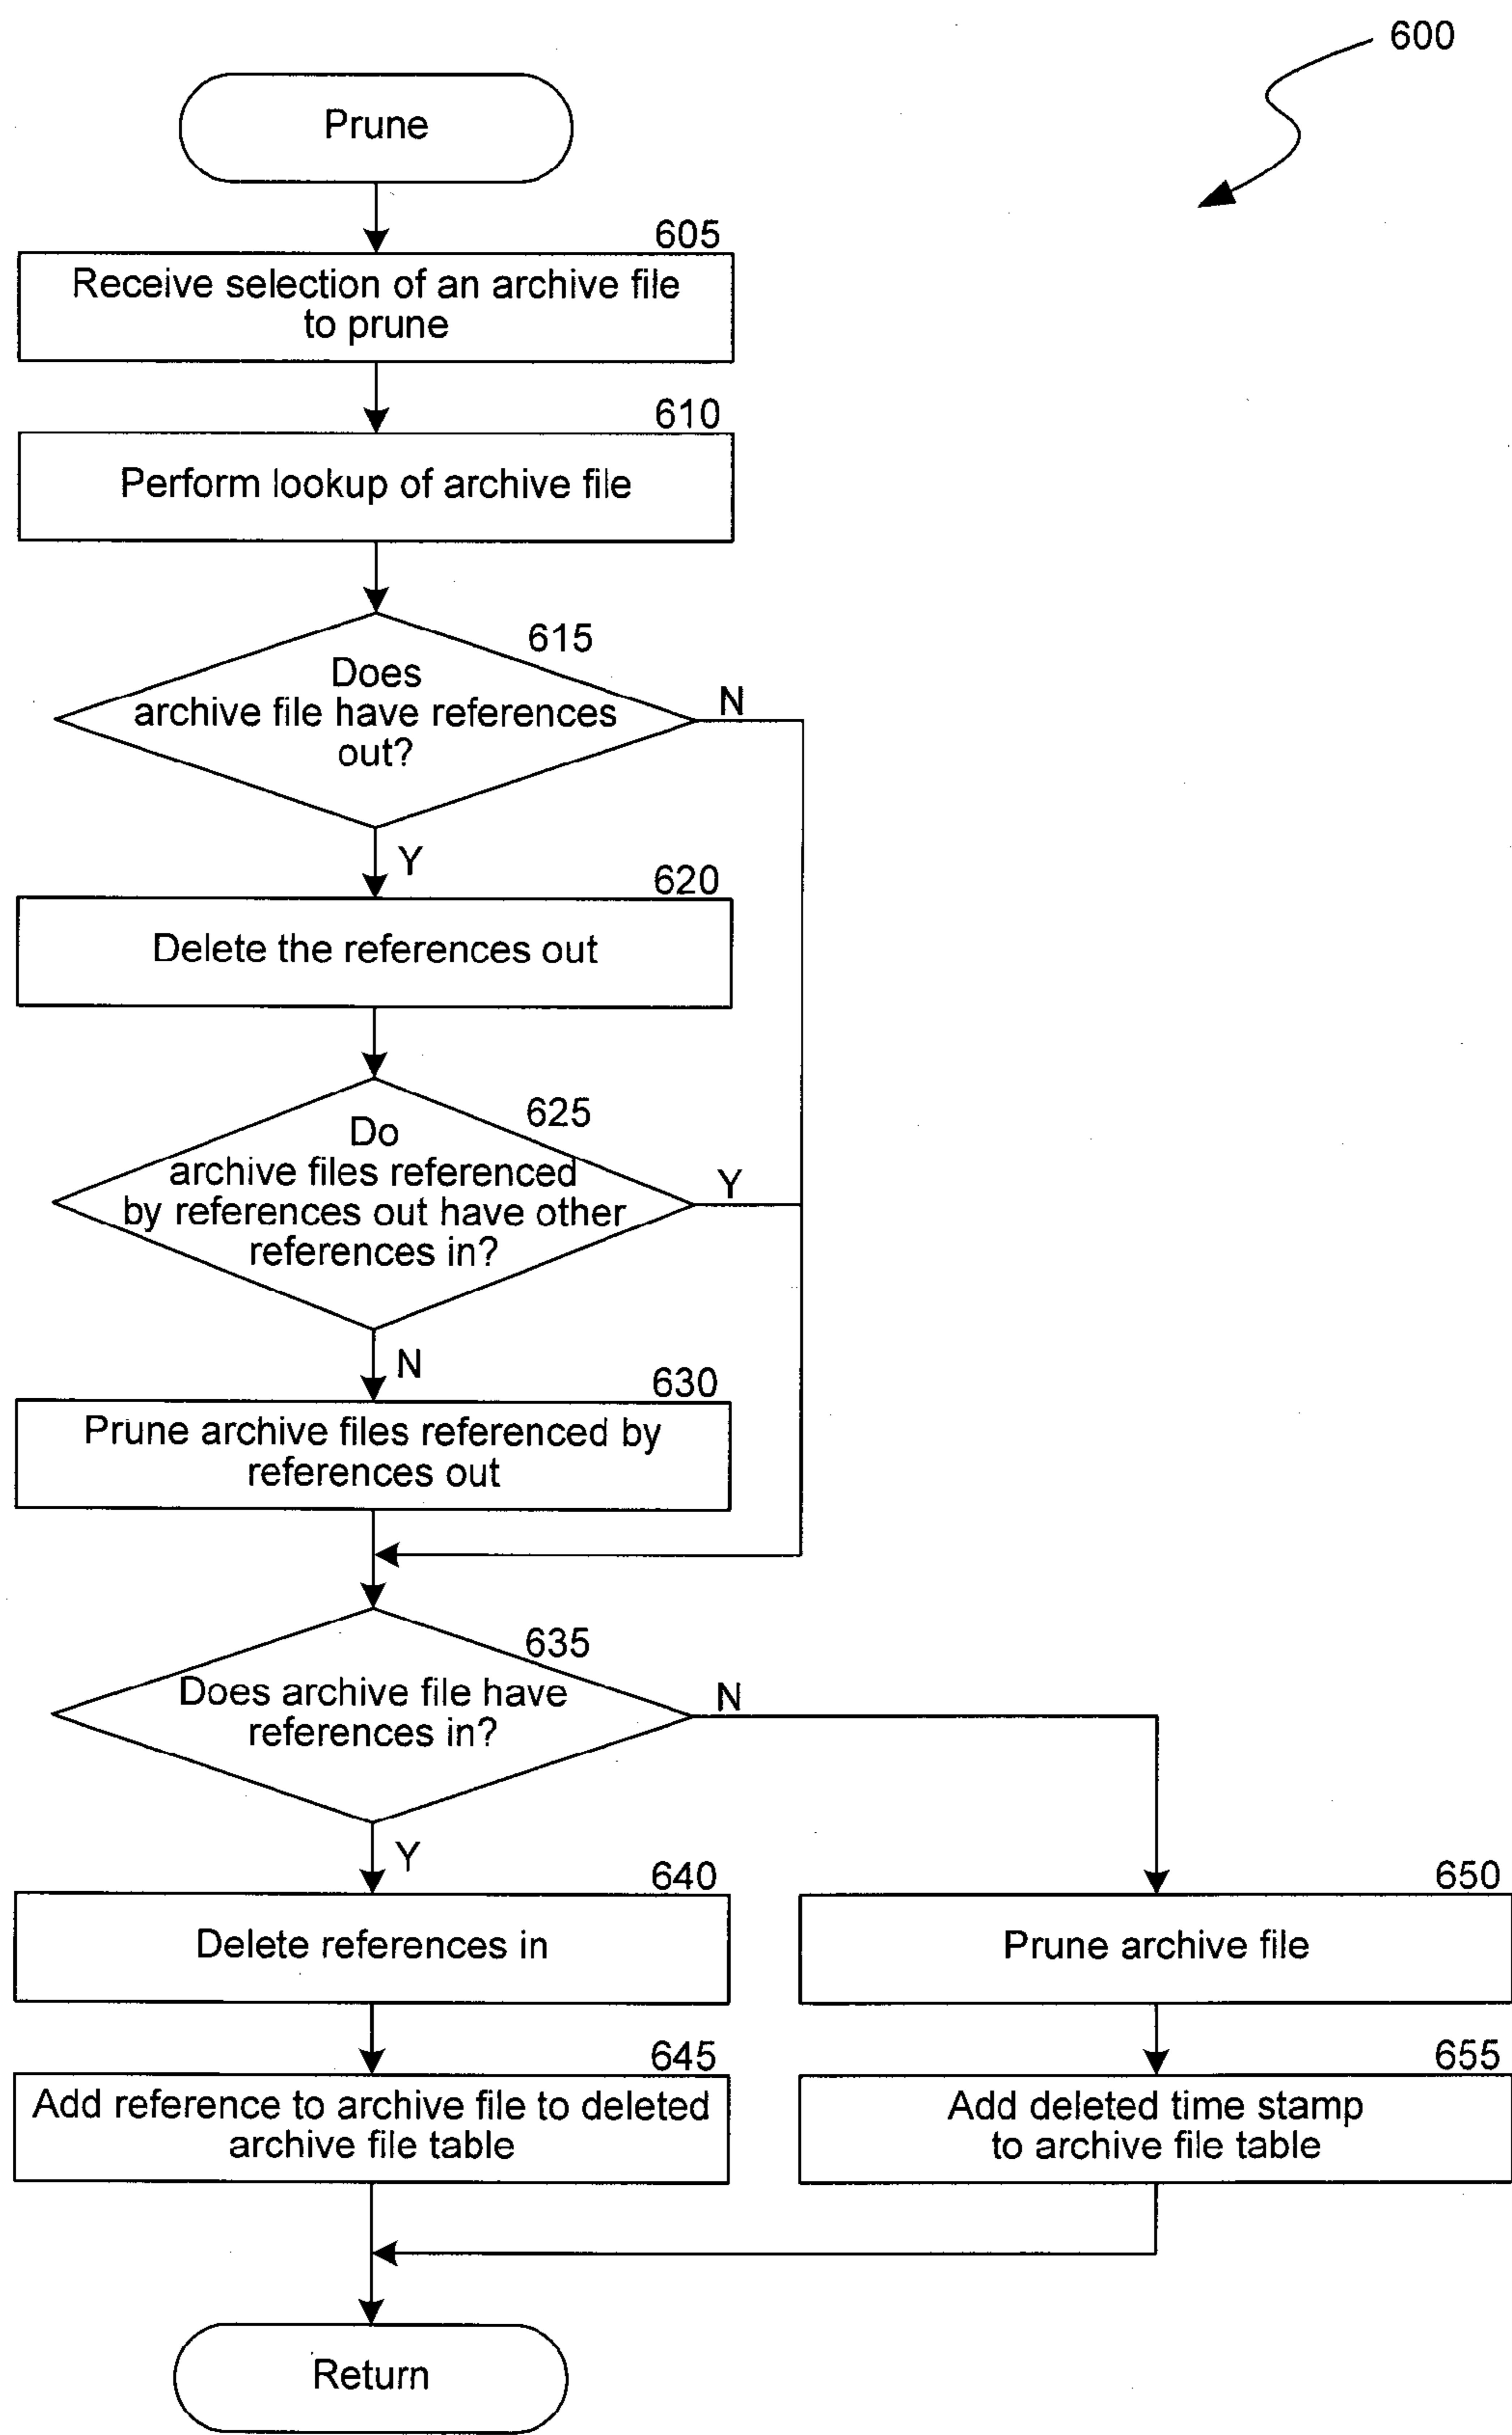 600
Prune
605
Receive selection of an archive file
to prune
610
Perform lookup of archive file
615
Does
archive file have references
out?
N
Y
620
Delete the references out
625
Do
archive files referenced
by references out have other
references in?
Y
N
630
Prune archive files referenced by
references out
635
Does archive file have
references in?
N
Y
640
Delete references in
650
Prune archive file
645
Add reference to archive file to deleted
archive file table
655
Add deleted time stamp
to archive file table
Return